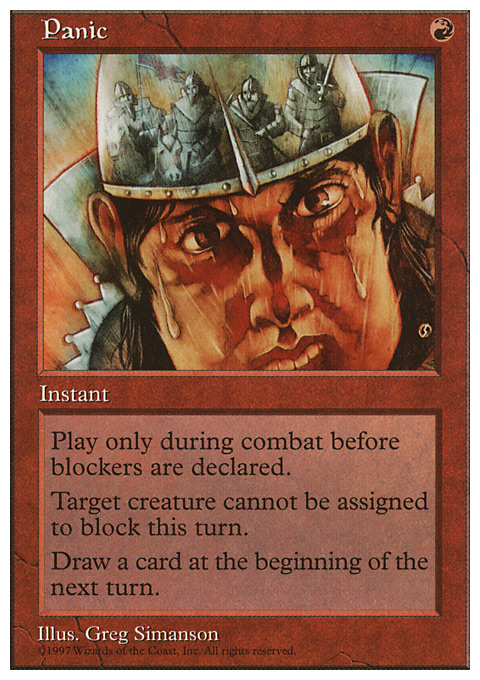 Panic
Instant
Play only during combat before
blockers are declared.
Target creature cannot be assigned
to block this turn.
Draw a card at the beginning of the
next turn.
Illus. Greg Simanson
©1997 Wizards of the Coast, Inc. All rights reserved.